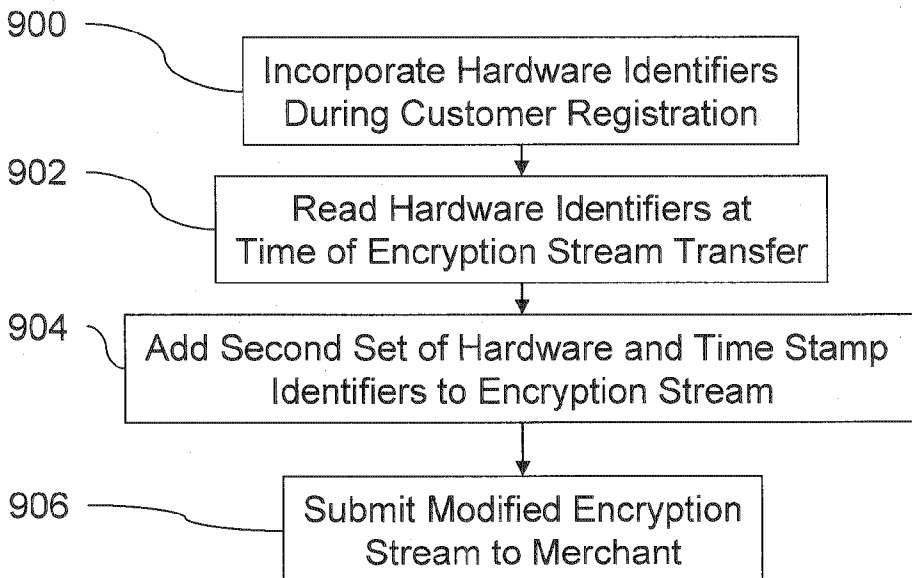 900
Incorporate Hardware Identifiers
During Customer Registration
902
Read Hardware Identifiers at
Time of Encryption Stream Transfer
904
Add Second Set of Hardware and Time Stamp
Identifiers to Encryption Stream
906
Submit Modified Encryption
Stream to Merchant